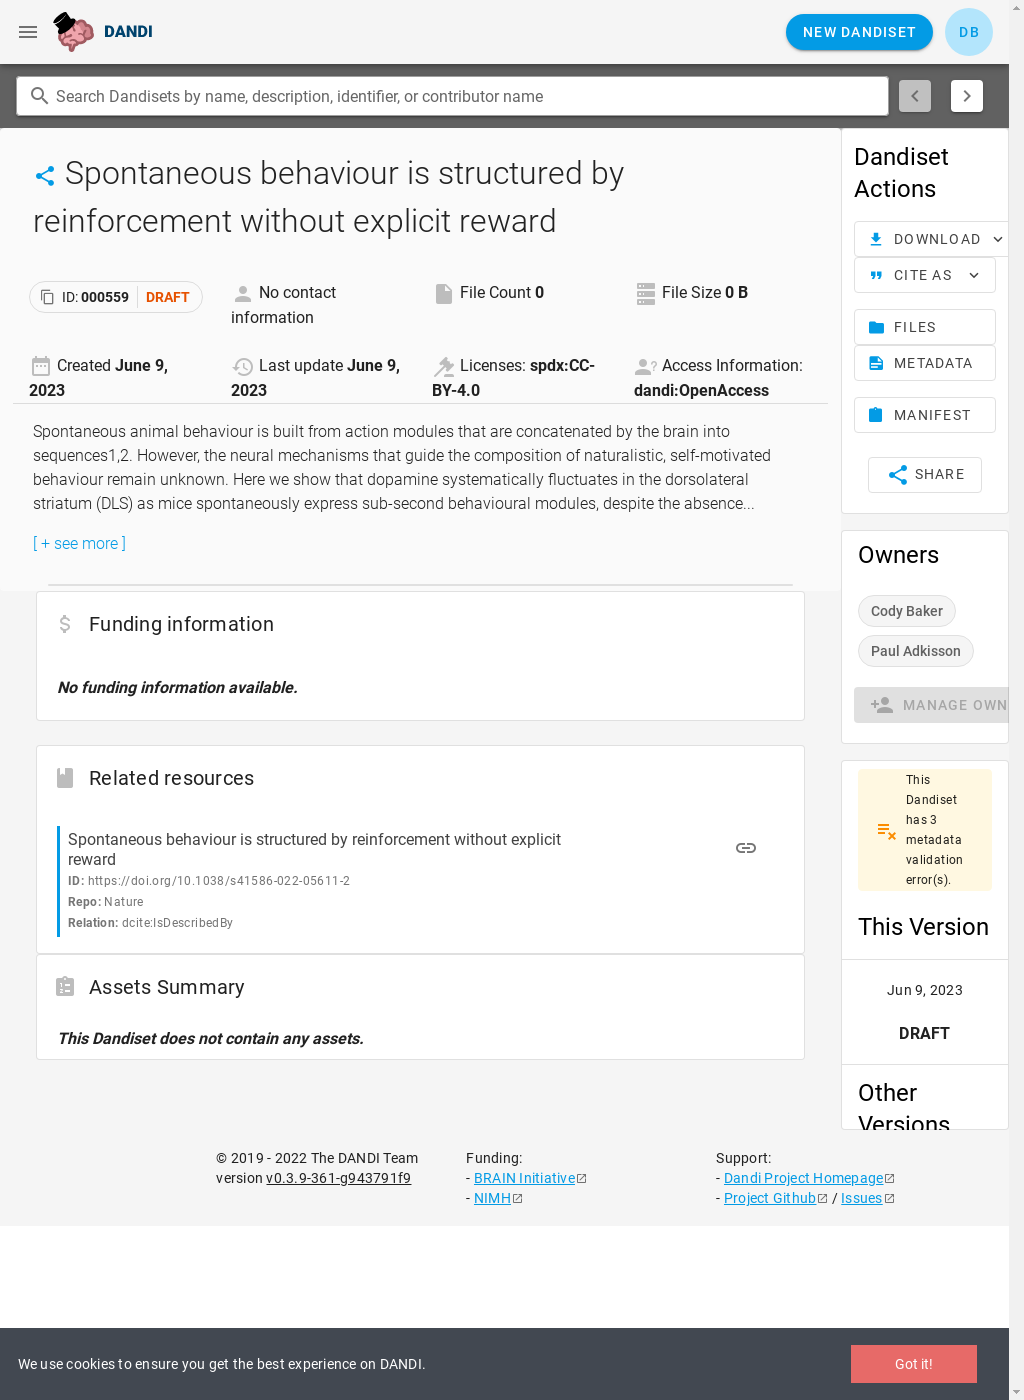 DANDI
NEW DANDISET
DB
Search Dandisets by name, description, identifier, or contributor name
Spontaneous behaviour is structured by
reinforcement without explicit reward
ID: 000559 DRAFT
No contact
information
File Count 0
File Size 0 B
Created June 9,
2023
Last update June 9,
2023
Licenses: spdx:CC-
BY-4.0
Access Information:
dandi:OpenAccess
Spontaneous animal behaviour is built from action modules that are concatenated by the brain into
sequences1,2. However, the neural mechanisms that guide the composition of naturalistic, self-motivated
behaviour remain unknown. Here we show that dopamine systematically fluctuates in the dorsolateral
striatum (DLS) as mice spontaneously express sub-second behavioural modules, despite the absence...
[ + see more ]
Funding information
No funding information available.
Related resources
Spontaneous behaviour is structured by reinforcement without explicit
reward
ID: https://doi.org/10.1038/s41586-022-05611-2
Repo: Nature
Relation: dcite:IsDescribedBy
Assets Summary
This Dandiset does not contain any assets.
Dandiset
Actions
DOWNLOAD
CITE AS
FILES
METADATA
MANIFEST
SHARE
Owners
Cody Baker
Paul Adkisson
MANAGE OWN
This
Dandiset
has 3
metadata
validation
error(s).
This Version
Jun 9, 2023
DRAFT
Other
Versions
© 2019 - 2022 The DANDI Team
version v0.3.9-361-g943791f9
Funding:
- BRAIN Initiative
- NIMH
Support:
- Dandi Project Homepage
- Project Github / Issues
We use cookies to ensure you get the best experience on DANDI.
Got it!